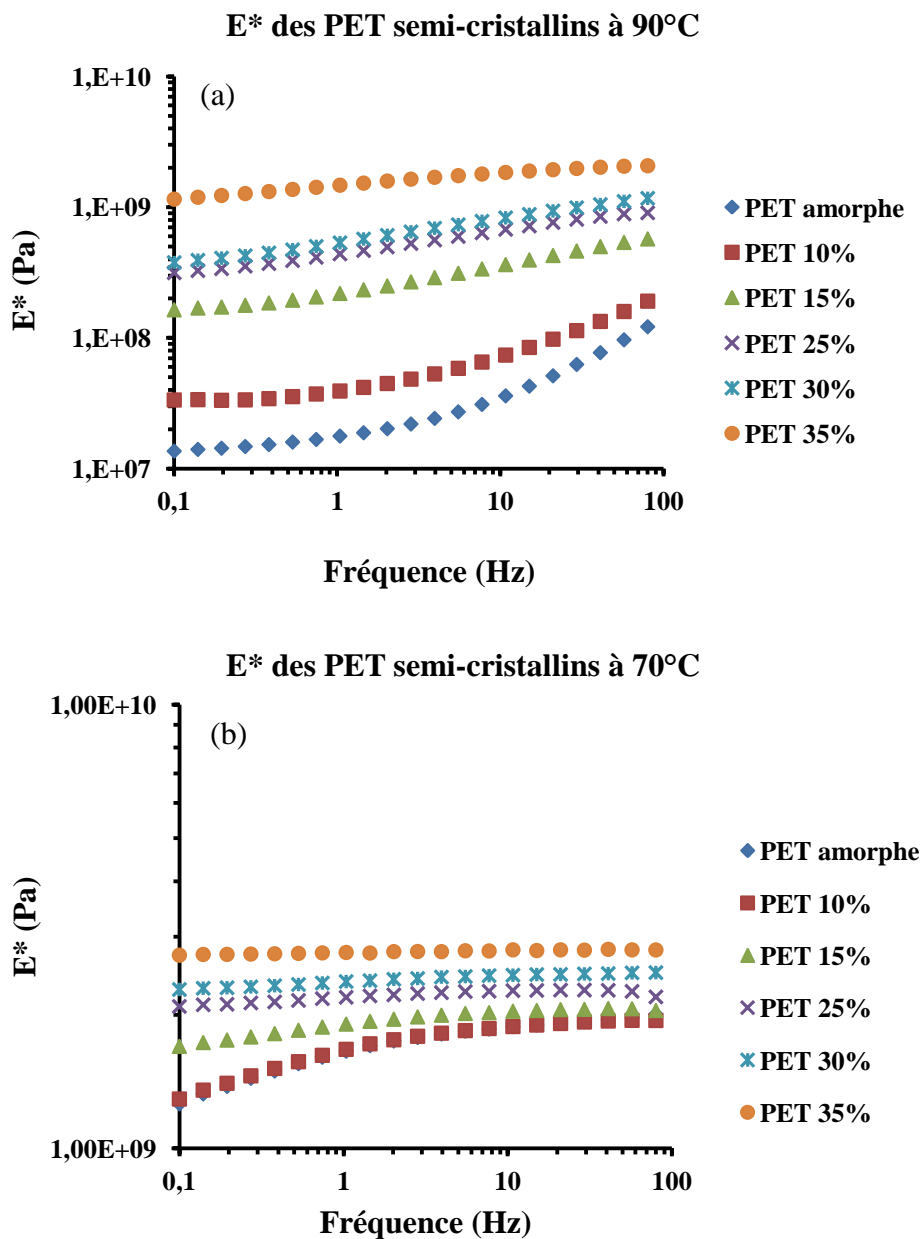 E* des PET semi-cristallins à 90°C
1,E+10
(a)
1,E+09
1,E+08
1,E+07
E* (Pa)
0,1
1
10
100
Fréquence (Hz)
PET amorphe
PET 10%
PET 15%
PET 25%
PET 30%
PET 35%
E* des PET semi-cristallins à 70°C
1,00E+10
(b)
1,00E+09
E* (Pa)
0,1
1
10
100
Fréquence (Hz)
PET amorphe
PET 10%
PET 15%
PET 25%
PET 30%
PET 35%